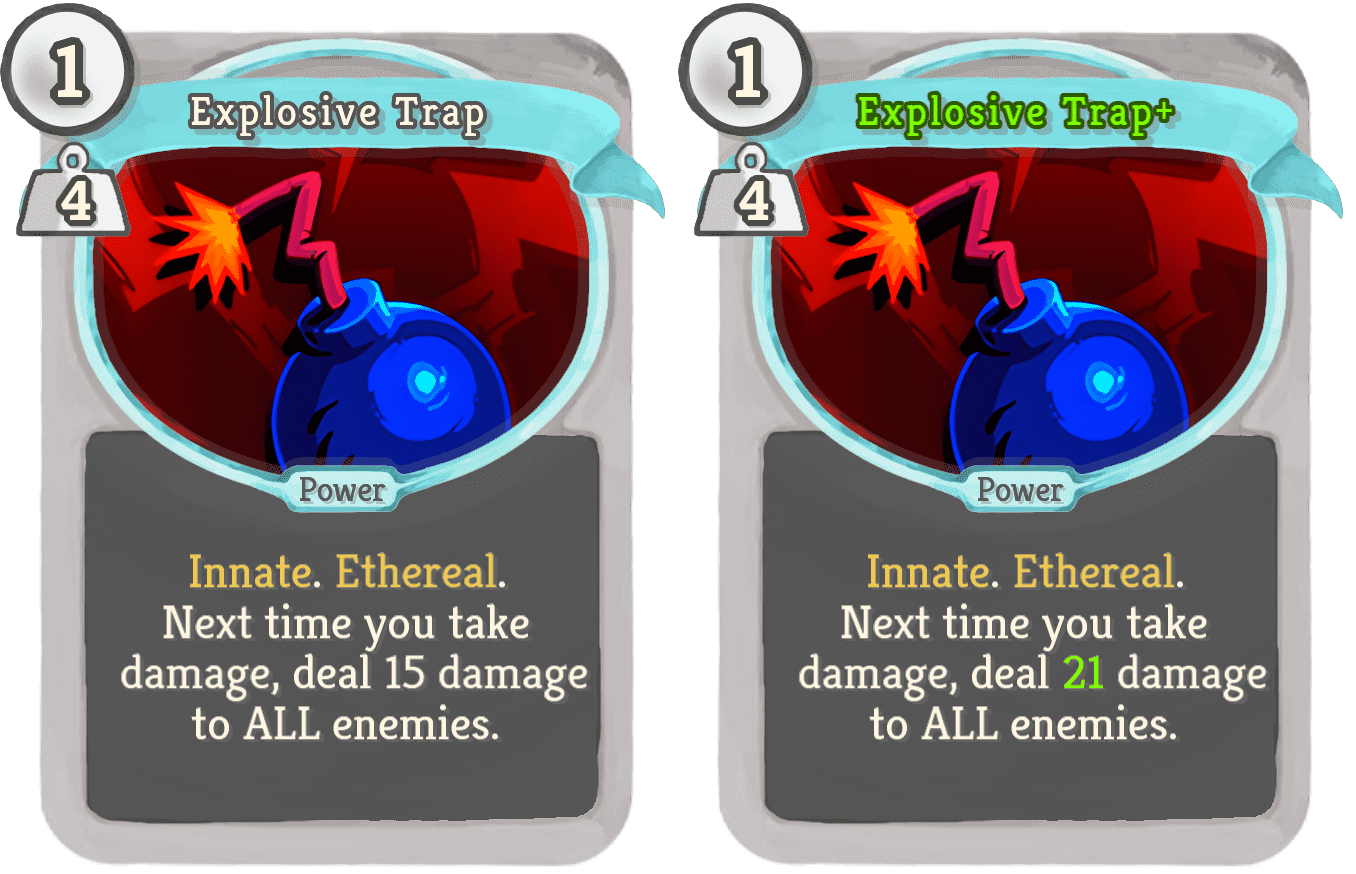 1
Explosive Trap
4
Power
Innate. Ethereal.
Next time you take
damage, deal 15 damage
to ALL enemies.
1
Explosive Trap+
4
Power
Innate. Ethereal.
Next time you take
damage, deal 21 damage
to ALL enemies.